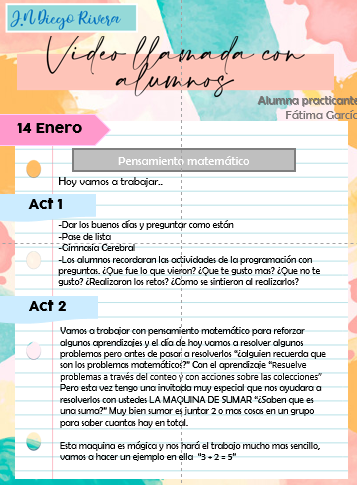 J.N Diego Rivera
Video llamada con
alumnos
Alumna practicante
Fátima García
14 Enero
Pensamiento matemático
Hoy vamos a trabajar..
Act 1
-Dar los buenos días y preguntar como están
-Pase de lista
-Gimnasia Cerebral
-Los alumnos recordaran las actividades de la programación con
preguntas. ¿Que fue lo que vieron? ¿Que te gusto mas? ¿Que no te
gusto? ¿Realizaron los retos? ¿Como se sintieron al realizarlos?
Act 2
Vamos a trabajar con pensamiento matemático para reforzar
algunos aprendizajes y el día de hoy vamos a resolver algunos
problemas pero antes de pasar a resolverlos "¿alguien recuerda que
son los problemas matemáticos?" Con el aprendizaje "Resuelve
problemas a través del conteo y con acciones sobre las colecciones"
Pero esta vez tengo una invitada muy especial que nos ayudara a
resolverlos con ustedes LA MAQUINA DE SUMAR "¿Saben que es
una suma?" Muy bien sumar es juntar 2 o mas cosas en un grupo
para saber cuantas hay en total.
Esta maquina es mágica y nos hará el trabajo mucho mas sencillo,
vamos a hacer un ejemplo en ella "3 + 2 = 5"